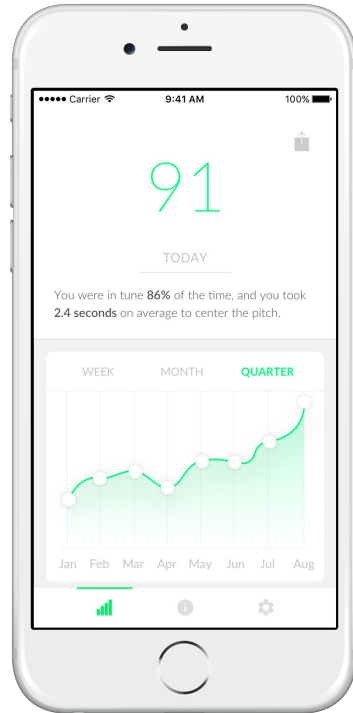 Carrier 9:41 AM 100%
91
TODAY
You were in tune 86% of the time, and you took
2.4 seconds on average to center the pitch.
WEEK MONTH QUARTER
Jan Feb Mar Apr May Jun Jul Aug